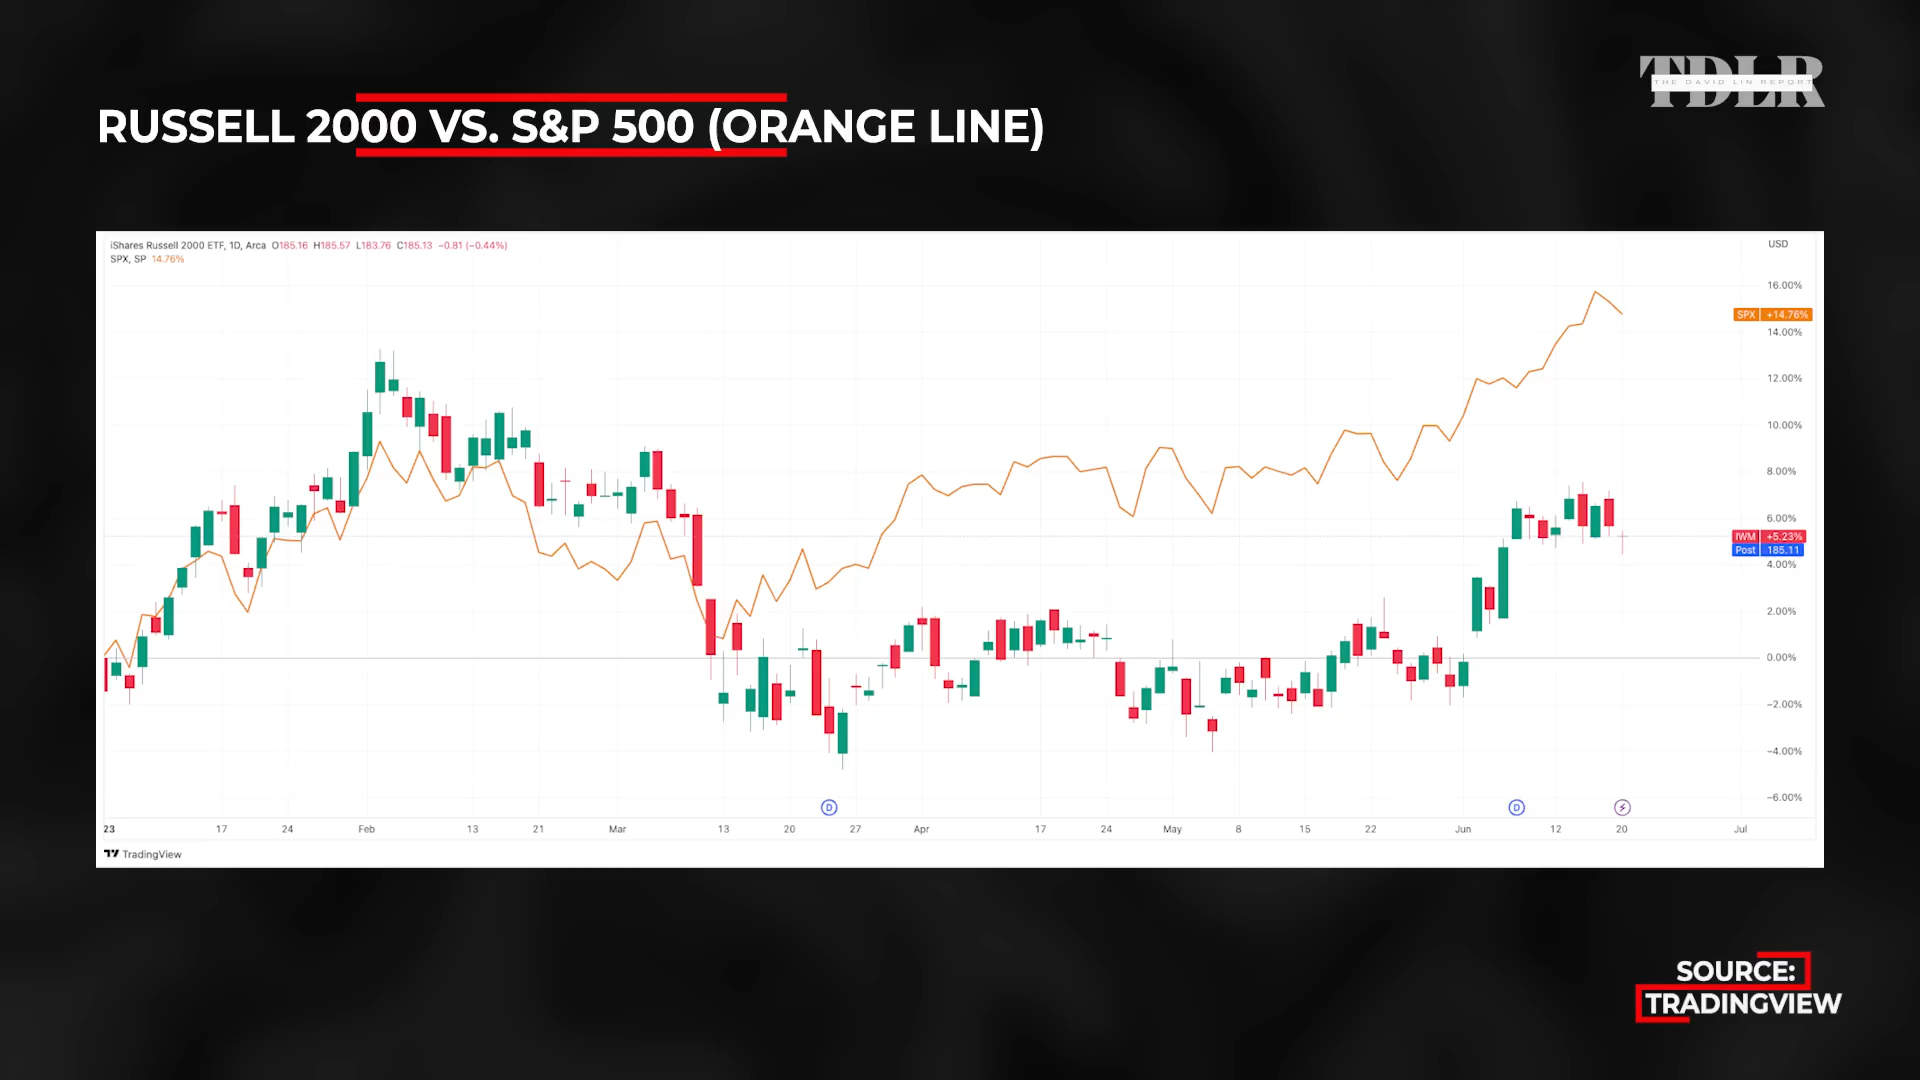 TDLR
THE DAVID LIN REPORT
RUSSELL 2000 VS. S&P 500 (ORANGE LINE)
iShares Russell 2000 ETF, 1D, Arca O185.16 H185.57 L183.76 C185.13 −0.81 (−0.44%)
SPX, SP 14.76%
USD
16.00%
SPX +14.76%
14.00%
12.00%
10.00%
8.00%
6.00%
IWM +5.23%
Post 185.11
4.00%
2.00%
0.00%
−2.00%
−4.00%
−6.00%
D D
23 17 24 Feb 13 21 Mar 13 20 27 Apr 17 24 May 8 15 22 Jun 12 20 Jul
TradingView
SOURCE:
TRADINGVIEW